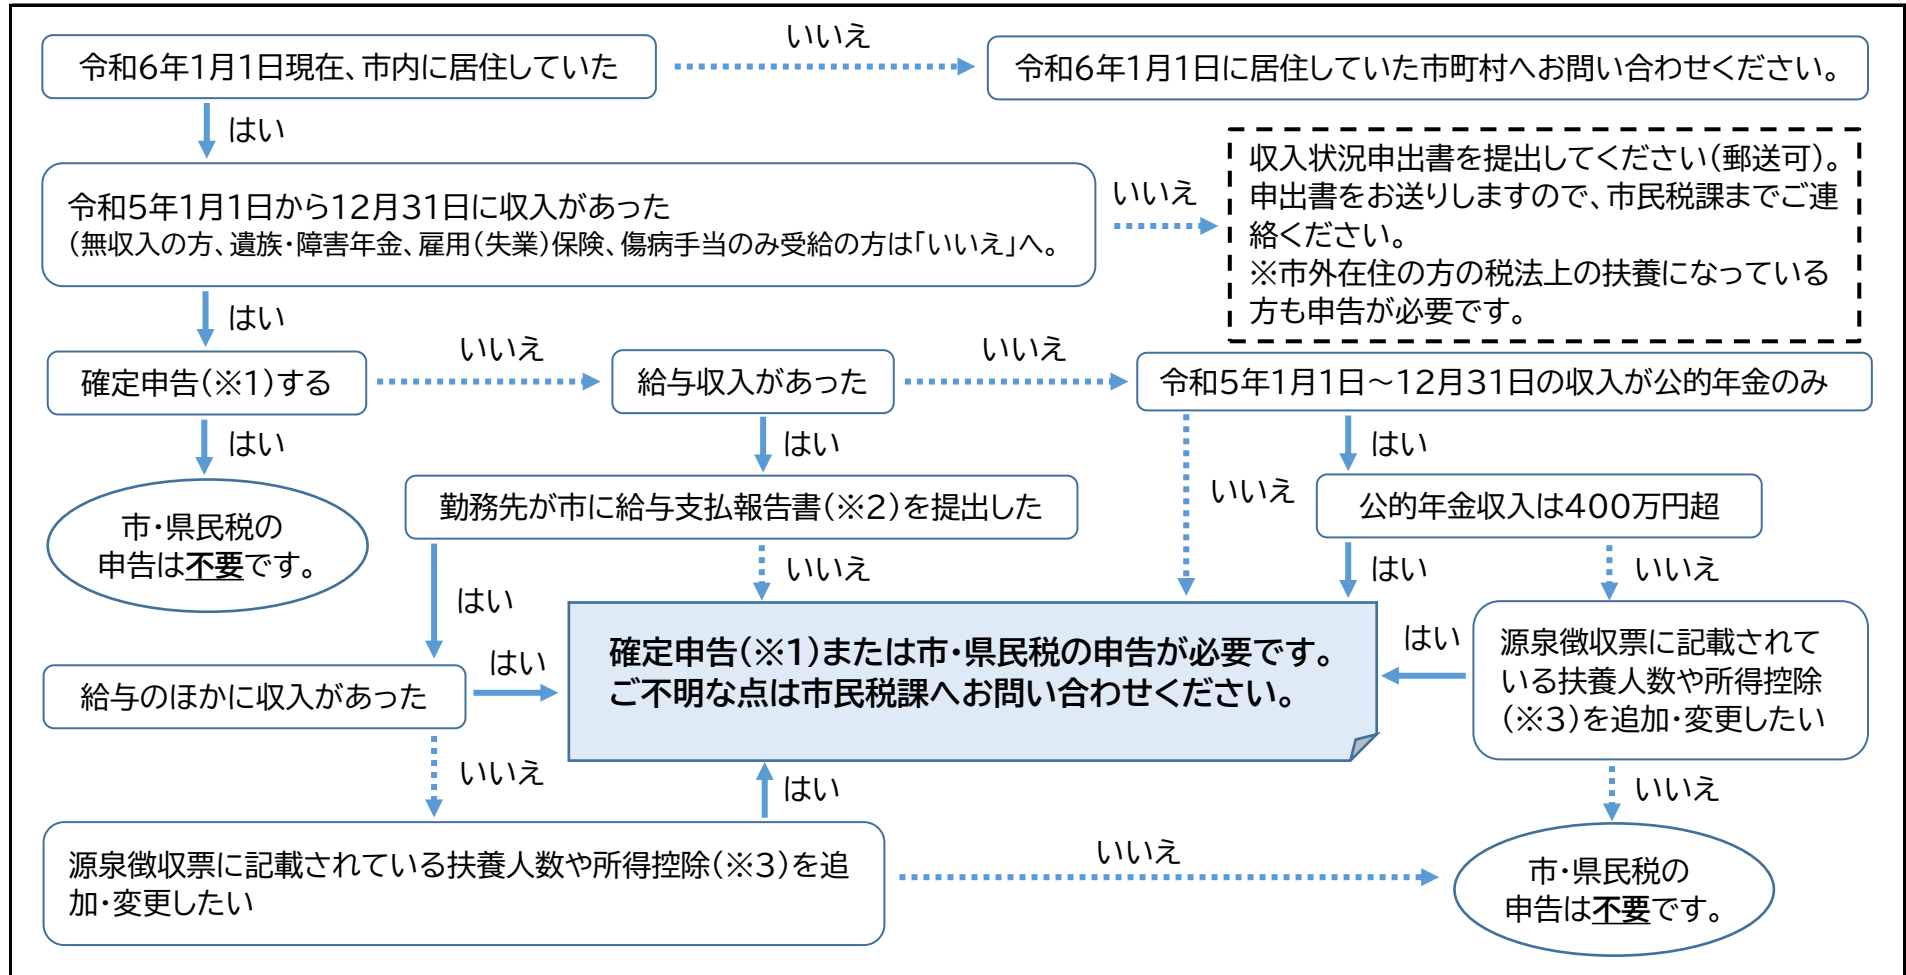 令和6年1月1日現在、市内に居住していた
いいえ
令和6年1月1日に居住していた市町村へお問い合わせください。
はい
令和5年1月1日から12月31日に収入があった
(無収入の方、遺族・障害年金、雇用(失業)保険、傷病手当のみ受給の方は「いいえ」へ。
いいえ
収入状況申出書を提出してください(郵送可)。
申出書をお送りしますので、市民税課までご連
絡ください。
※市外在住の方の税法上の扶養になっている
方も申告が必要です。
はい
確定申告(※1)する
いいえ
給与収入があった
いいえ
令和5年1月1日~12月31日の収入が公的年金のみ
はい
はい
いいえ
はい
市・県民税の
申告は不要です。
勤務先が市に給与支払報告書(※2)を提出した
公的年金収入は400万円超
はい
いいえ
はい
いいえ
給与のほかに収入があった
はい
確定申告(※1)または市・県民税の申告が必要です。
ご不明な点は市民税課へお問い合わせください。
はい
源泉徴収票に記載されて
いる扶養人数や所得控除
(※3)を追加・変更したい
いいえ
はい
いいえ
源泉徴収票に記載されている扶養人数や所得控除(※3)を追
加・変更したい
いいえ
市・県民税の
申告は不要です。